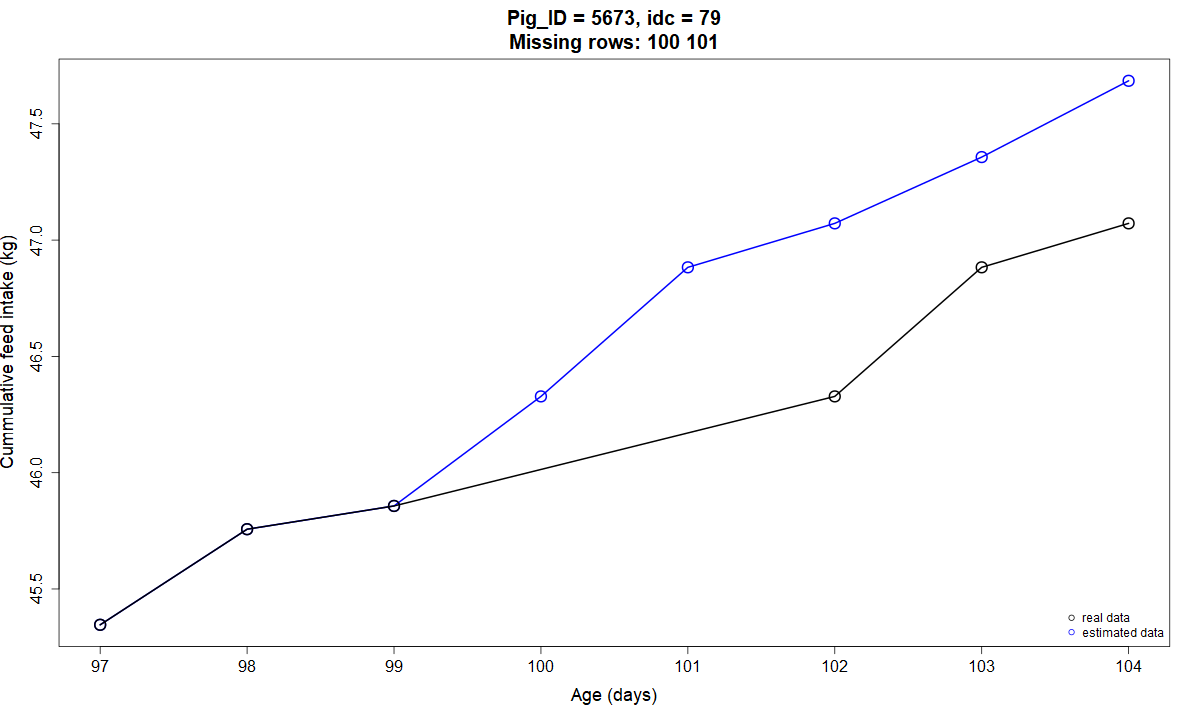 Pig_ID = 5673, idc = 79
Missing rows: 100 101
Cummulative feed intake (kg)
47.5
47.0
46.5
46.0
45.5
real data
estimated data
97 98 99 100 101 102 103 104
Age (days)